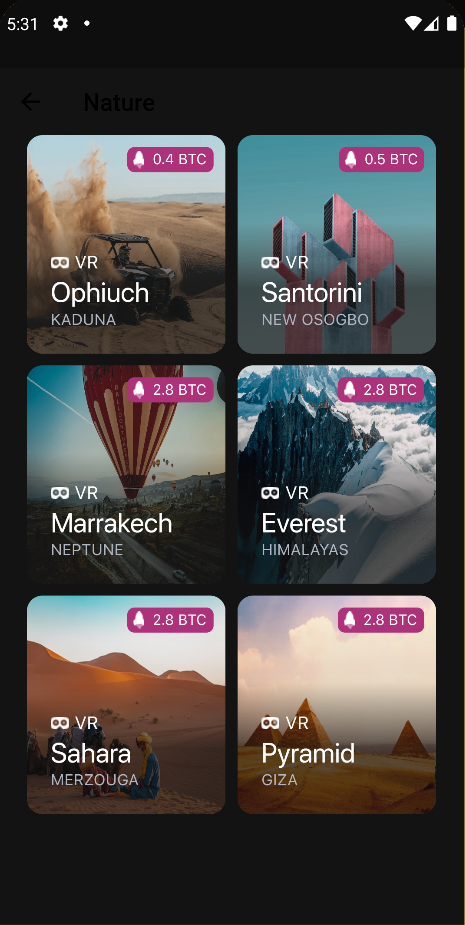 5:31
Nature
0.4 BTC
VR
Ophiuch
KADUNA
0.5 BTC
VR
Santorini
NEW OSOGBO
2.8 BTC
VR
Marrakech
NEPTUNE
2.8 BTC
VR
Everest
HIMALAYAS
2.8 BTC
VR
Sahara
MERZOUGA
2.8 BTC
VR
Pyramid
GIZA